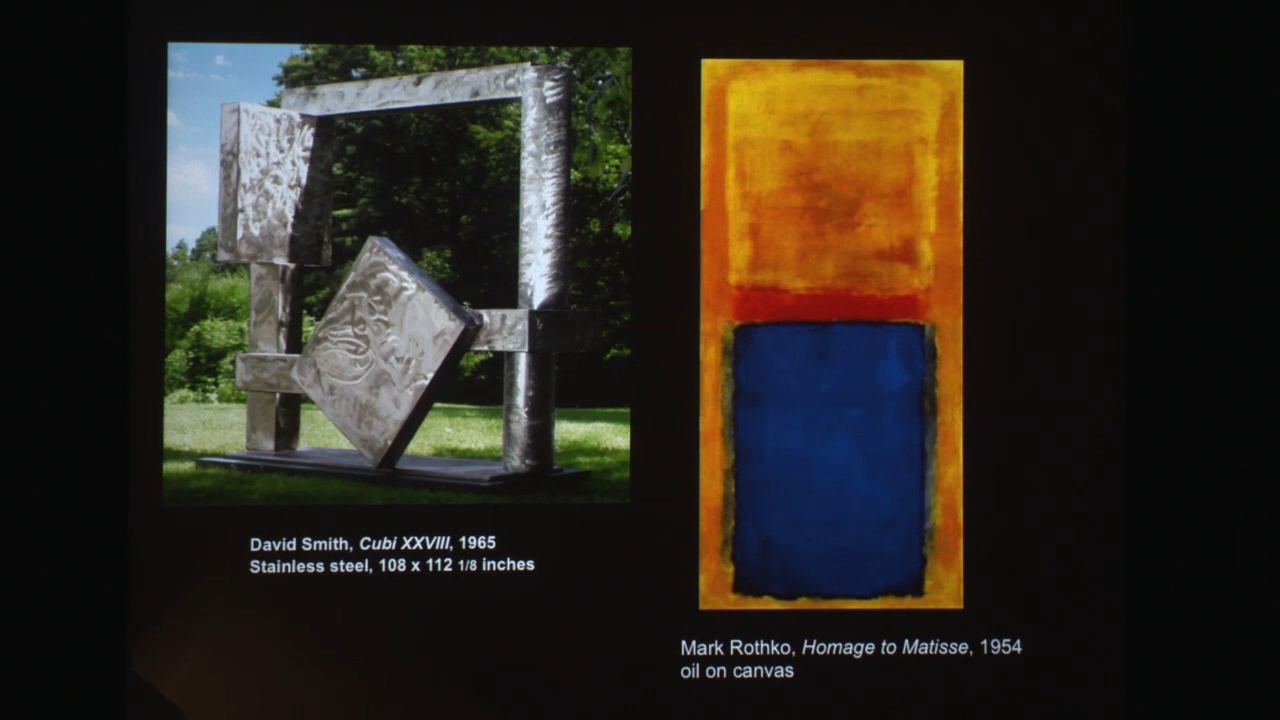 David Smith, Cubi XXVIII, 1965
Stainless steel, 108 x 112 1/8 inches
Mark Rothko, Homage to Matisse, 1954
oil on canvas